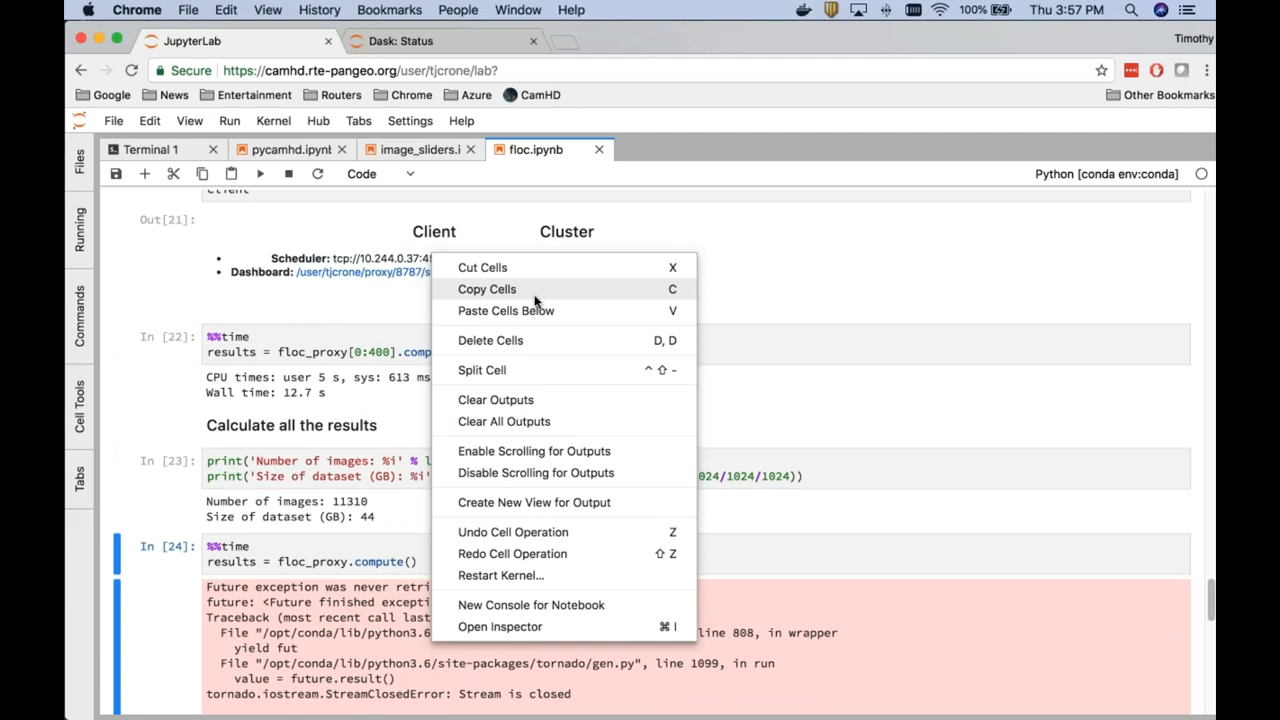 Chrome File Edit View History Bookmarks People Window Help 100% Thu 3:57 PM
JupyterLab Dask: Status Timothy
Secure https://camhd.rte-pangeo.org/user/tjcrone/lab?
Google News Entertainment Routers Chrome Azure CamHD Other Bookmarks
File Edit View Run Kernel Hub Tabs Settings Help
Files
Running
Commands
Cell Tools
Tabs
Terminal 1 pycamhd.ipynb image_sliders.i floc.ipynb
Code Python [conda env:conda]
client
Out[21]:
Client Cluster
Scheduler: tcp://10.244.0.37:4
Dashboard: /user/tjcrone/proxy/8787/s
In [22]: %%time
results = floc_proxy[0:400].comp
CPU times: user 5 s, sys: 613 ms
Wall time: 12.7 s
Calculate all the results
In [23]: print('Number of images: %i' % l
print('Size of dataset (GB): %i' 024/1024/1024))
Number of images: 11310
Size of dataset (GB): 44
In [24]: %%time
results = floc_proxy.compute()
Future exception was never retri
future: <Future finished excepti
Traceback (most recent call last
File "/opt/conda/lib/python3.6 line 808, in wrapper
yield fut
File "/opt/conda/lib/python3.6/site-packages/tornado/gen.py", line 1099, in run
value = future.result()
tornado.iostream.StreamClosedError: Stream is closed
Cut Cells X
Copy Cells C
Paste Cells Below V
Delete Cells D, D
Split Cell ⌃ ⇧ -
Clear Outputs
Clear All Outputs
Enable Scrolling for Outputs
Disable Scrolling for Outputs
Create New View for Output
Undo Cell Operation Z
Redo Cell Operation ⇧ Z
Restart Kernel...
New Console for Notebook
Open Inspector ⌘ I